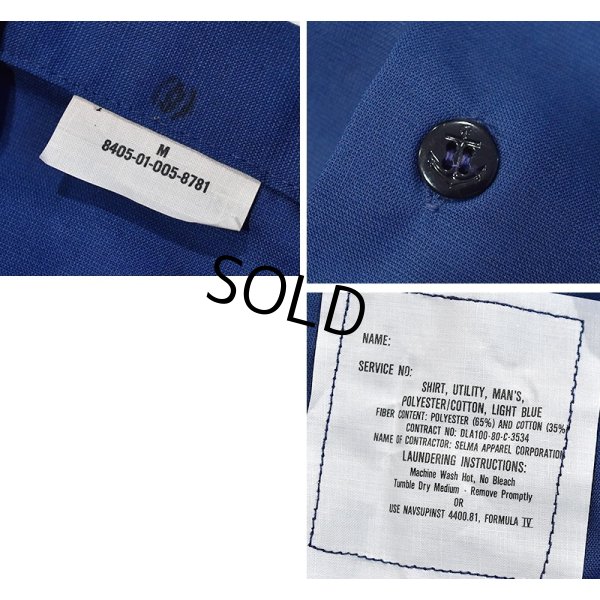 M
8405-01-005-8781
SOLD
NAME:
SERVICE NO:
SHIRT, UTILITY, MAN'S,
POLYESTER/COTTON, LIGHT BLUE
FIBER CONTENT: POLYESTER (65%) AND COTTON (35%
CONTRACT NO: DLA100-80-C-3534
NAME OF CONTRACTOR: SELMA APPAREL CORPORATION
LAUNDERING INSTRUCTIONS:
Machine Wash Hot, No Bleach
Tumble Dry Medium - Remove Promptly
OR
USE NAVSUPINST 4400.81, FORMULA IV